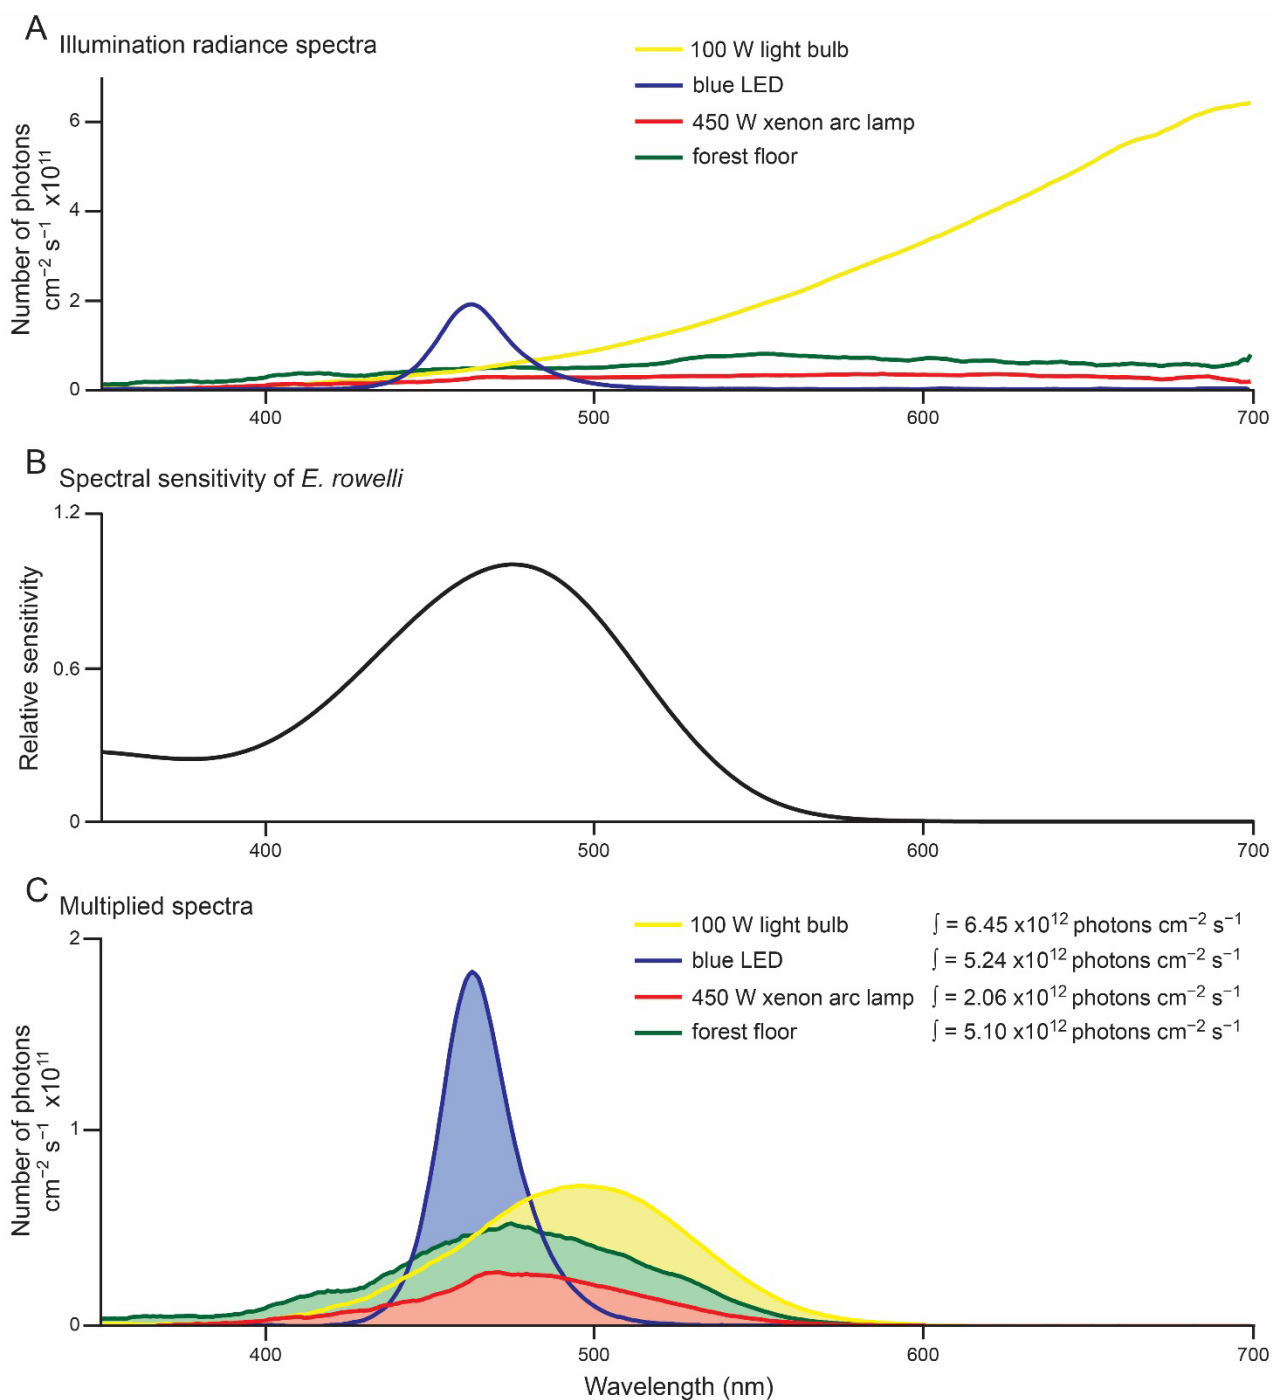 A
Illumination radiance spectra
100 W light bulb
blue LED
450 W xenon arc lamp
forest floor
Number of photons
cm⁻² s⁻¹ x10¹¹
6
4
2
0
400
500
600
700
B
Spectral sensitivity of E. rowelli
Relative sensitivity
1.2
0.6
0
400
500
600
700
C
Multiplied spectra
100 W light bulb ∫ = 6.45 x10¹² photons cm⁻² s⁻¹
blue LED ∫ = 5.24 x10¹² photons cm⁻² s⁻¹
450 W xenon arc lamp ∫ = 2.06 x10¹² photons cm⁻² s⁻¹
forest floor ∫ = 5.10 x10¹² photons cm⁻² s⁻¹
Number of photons
cm⁻² s⁻¹ x10¹¹
2
1
0
400
500
600
700
Wavelength (nm)